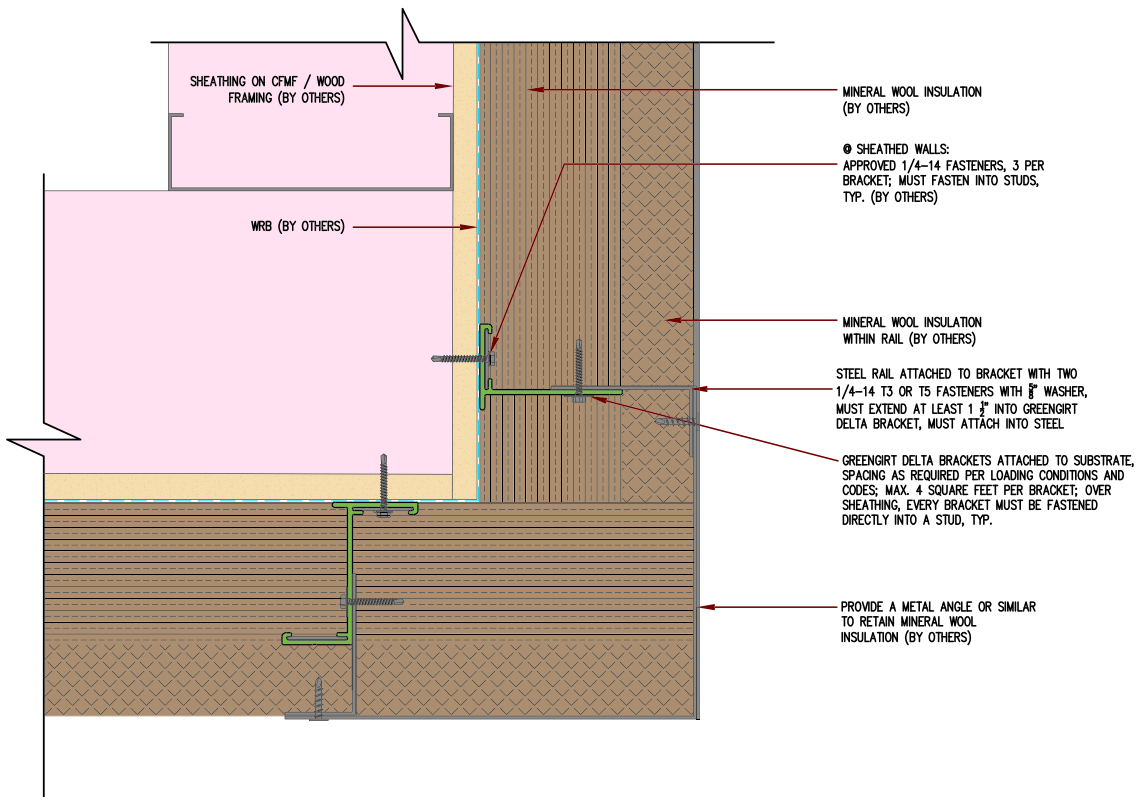 SHEATHING ON CFMF / WOOD
FRAMING (BY OTHERS)
WRB (BY OTHERS)
MINERAL WOOL INSULATION
(BY OTHERS)
@ SHEATHED WALLS:
APPROVED 1/4-14 FASTENERS, 3 PER
BRACKET; MUST FASTEN INTO STUDS,
TYP. (BY OTHERS)
MINERAL WOOL INSULATION
WITHIN RAIL (BY OTHERS)
STEEL RAIL ATTACHED TO BRACKET WITH TWO
1/4-14 T3 OR T5 FASTENERS WITH 5/8" WASHER,
MUST EXTEND AT LEAST 1 1/2" INTO GREENGIRT
DELTA BRACKET, MUST ATTACH INTO STEEL
GREENGIRT DELTA BRACKETS ATTACHED TO SUBSTRATE,
SPACING AS REQUIRED PER LOADING CONDITIONS AND
CODES; MAX. 4 SQUARE FEET PER BRACKET; OVER
SHEATHING, EVERY BRACKET MUST BE FASTENED
DIRECTLY INTO A STUD, TYP.
PROVIDE A METAL ANGLE OR SIMILAR
TO RETAIN MINERAL WOOL
INSULATION (BY OTHERS)